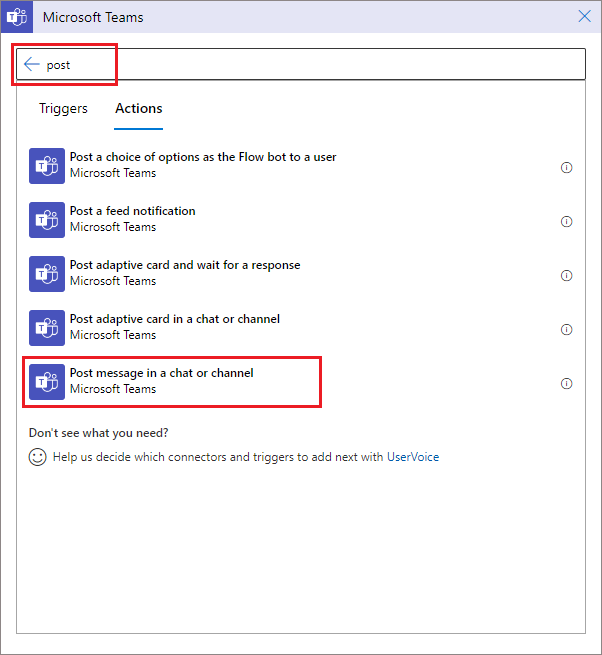 Microsoft Teams
post
Triggers Actions
Post a choice of options as the Flow bot to a user
Microsoft Teams
Post a feed notification
Microsoft Teams
Post adaptive card and wait for a response
Microsoft Teams
Post adaptive card in a chat or channel
Microsoft Teams
Post message in a chat or channel
Microsoft Teams
Don't see what you need?
Help us decide which connectors and triggers to add next with UserVoice